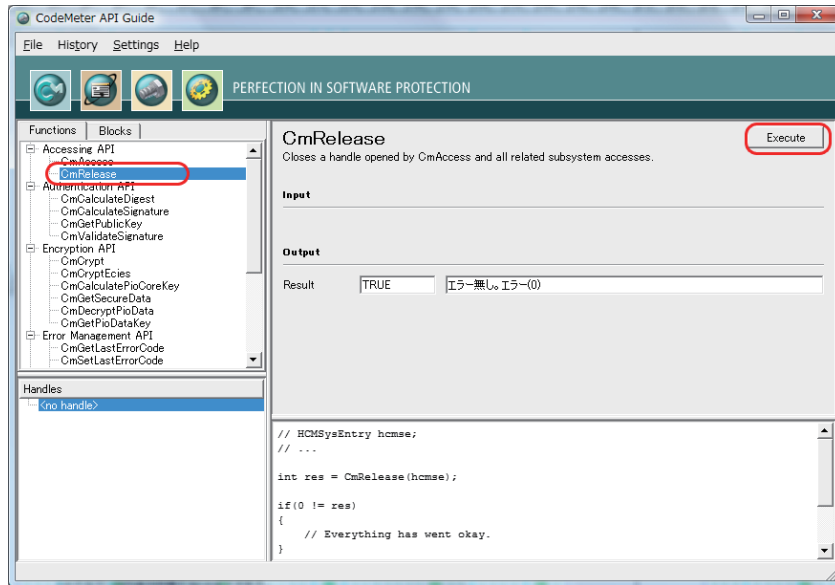 CodeMeter API Guide
File History Settings Help
PERFECTION IN SOFTWARE PROTECTION
Functions Blocks
Accessing API
CmAccess
CmRelease
Authentication API
CmCalculateDigest
CmCalculateSignature
CmGetPublicKey
CmValidateSignature
Encryption API
CmCrypt
CmCryptEcies
CmCalculatePioCoreKey
CmGetSecureData
CmDecryptPioData
CmGetPioDataKey
Error Management API
CmGetLastErrorCode
CmSetLastErrorCode
Handles
<no handle>
CmRelease
Execute
Closes a handle opened by CmAccess and all related subsystem accesses.
Input
Output
Result TRUE エラー無し。エラー(0)
// HCMSysEntry hcmse;
// ...
int res = CmRelease(hcmse);
if(0 != res)
{
// Everything has went okay.
}